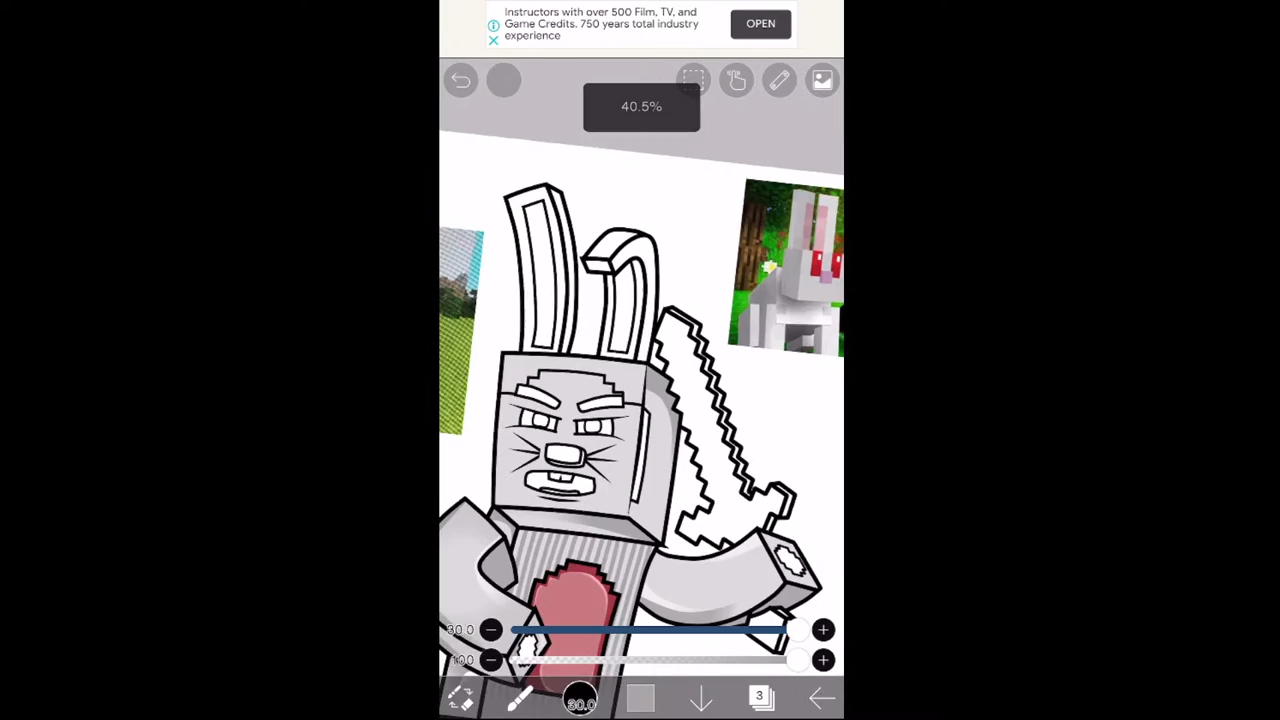 Instructors with over 500 Film, TV, and
Game Credits. 750 years total industry
experience
OPEN
40.5%
30.0
100
30.0
3